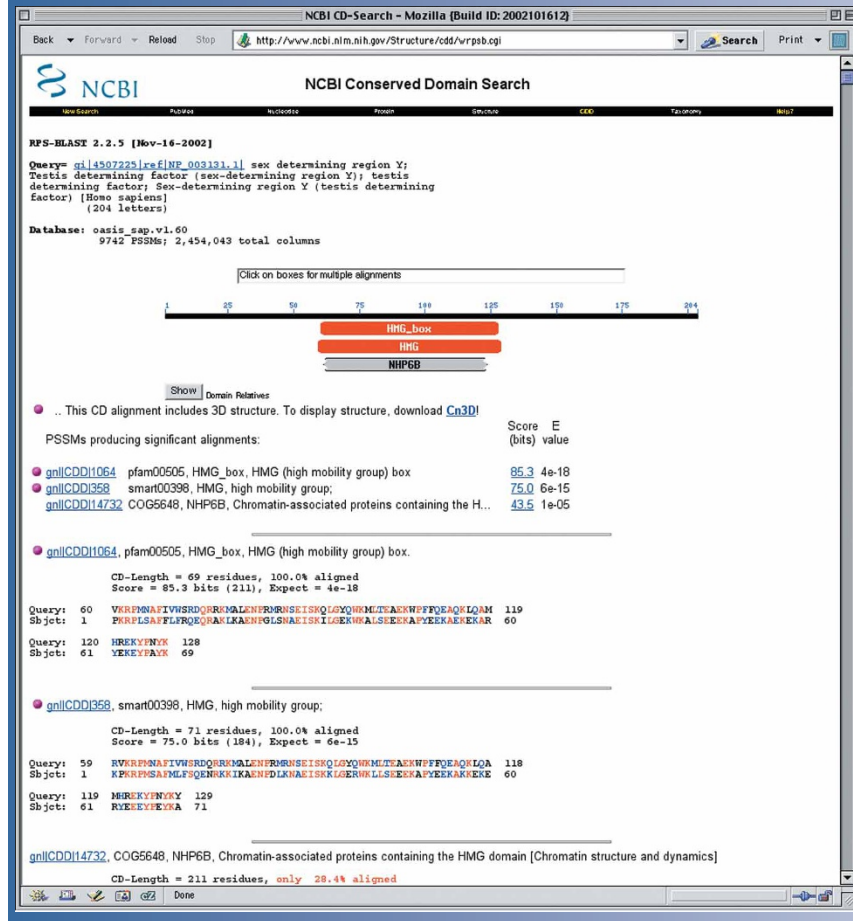 NCBI CD-Search - Mozilla {Build ID: 2002101612}
Back Forward Reload Stop http://www.ncbi.nlm.nih.gov/Structure/cdd/wrpsb.cgi Search Print
NCBI NCBI Conserved Domain Search
New Search PubMed Nucleotide Protein Structure CDD Taxonomy Help?
RPS-BLAST 2.2.5 [Nov-16-2002]
Query= gi|4507225|ref|NP_003131.1| sex determining region Y;
Testis determining factor (sex-determining region Y); testis
determining factor; Sex-determining region Y (testis determining
factor) [Homo sapiens]
(204 letters)
Database: oasis_sap.v1.60
9742 PSSMs; 2,454,043 total columns
Click on boxes for multiple alignments
1 25 50 75 100 125 150 175 204
HMG_box
HMG
NHP6B
Show Domain Relatives
.. This CD alignment includes 3D structure. To display structure, download Cn3D!
Score E
PSSMs producing significant alignments: (bits) value
gnl|CDD|1064 pfam00505, HMG_box, HMG (high mobility group) box 85.3 4e-18
gnl|CDD|358 smart00398, HMG, high mobility group; 75.0 6e-15
gnl|CDD|14732 COG5648, NHP6B, Chromatin-associated proteins containing the H... 43.5 1e-05
gnl|CDD|1064, pfam00505, HMG_box, HMG (high mobility group) box.
CD-Length = 69 residues, 100.0% aligned
Score = 85.3 bits (211), Expect = 4e-18
Query: 60 VKRPMNAFIVWSRDQRRKMALENPRMRNSEISKQLGYQWKMLTEAEKWPFFQEAQKLQAM 119
Sbjct: 1 PKRPLSAFFLFRQEQRAKLKAENPGLSNAEISKILGEKWKALSEEEKAPYEEKAEKEKAR 60
Query: 120 HREKYPNYK 128
Sbjct: 61 YEKEYPAYK 69
gnl|CDD|358, smart00398, HMG, high mobility group;
CD-Length = 71 residues, 100.0% aligned
Score = 75.0 bits (184), Expect = 6e-15
Query: 59 RVKRPMNAFIVWSRDQRRKMALENPRMRNSEISKQLGYQWKMLTEAEKWPFFQEAQKLQA 118
Sbjct: 1 KPKRPMSAFMLFSQENRKKIKAENPDLKNAEISKKLGERWKLLSEEEKAPYEEKAKKEKE 60
Query: 119 MHREKYPNYKY 129
Sbjct: 61 RYEEEYPEYKA 71
gnl|CDD|14732, COG5648, NHP6B, Chromatin-associated proteins containing the HMG domain [Chromatin structure and dynamics]
CD-Length = 211 residues, only 28.4% aligned
Done